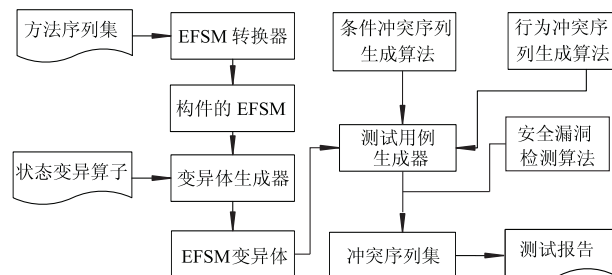 方法序列集
EFSM 转换器
条件冲突序列
生成算法
行为冲突序
列生成算法
构件的 EFSM
测试用例
生成器
安全漏洞
检测算法
状态变异算子
变异体生成器
EFSM变异体
冲突序列集
测试报告